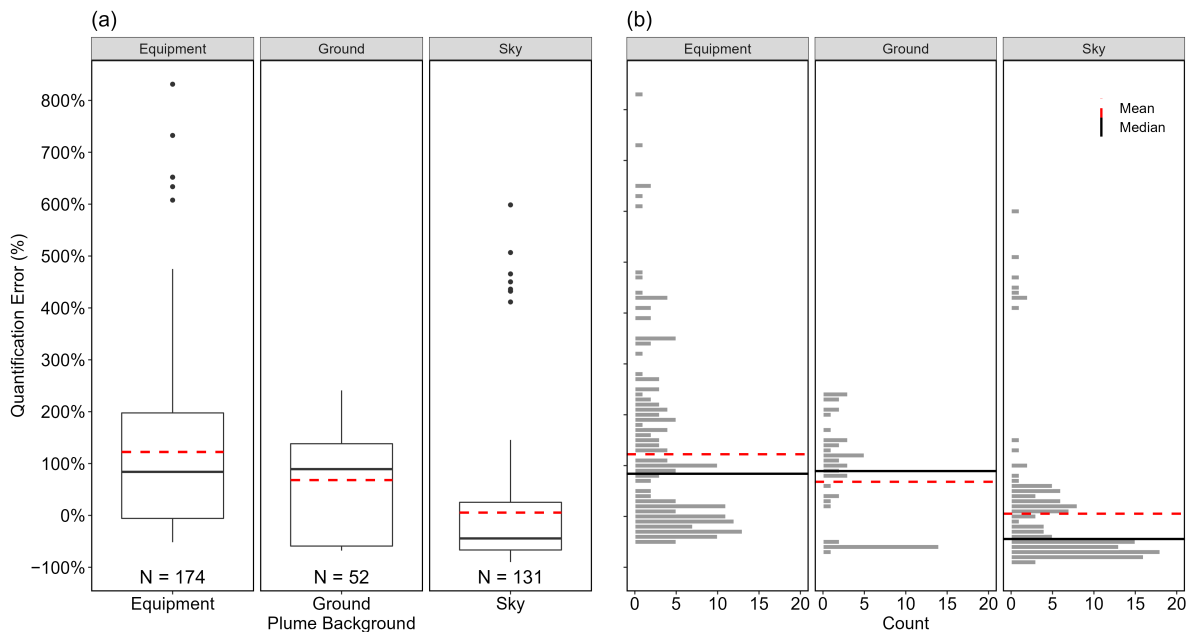 (a)
Equipment Ground Sky
Quantification Error (%)
800%
700%
600%
500%
400%
300%
200%
100%
0%
−100%
N = 174 N = 52 N = 131
Equipment Ground Sky
Plume Background
(b)
Equipment Ground Sky
Mean
Median
0 5 10 15 20 0 5 10 15 20 0 5 10 15 20
Count